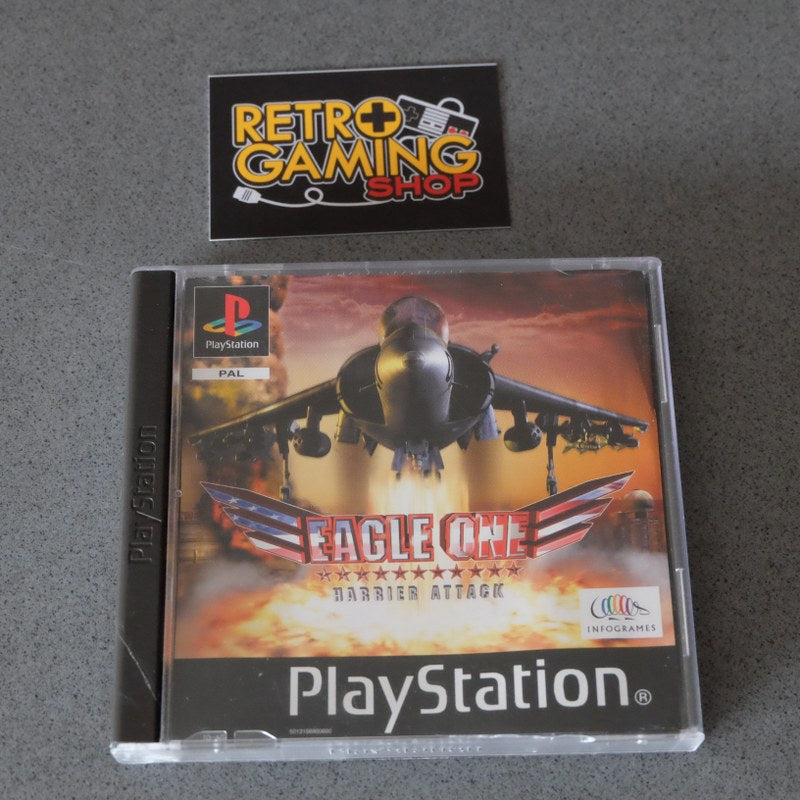 RETRO
GAMING
SHOP
PlayStation
PlayStation
PAL
EAGLE ONE
HARRIER ATTACK
INFOGRAMES
PlayStation®